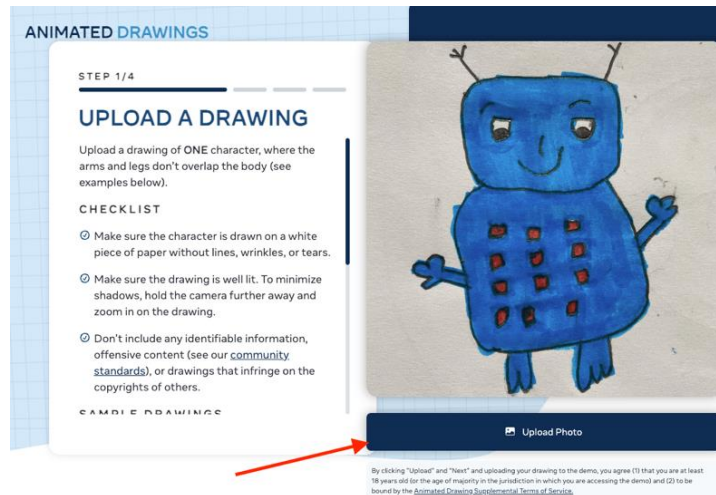 ANIMATED DRAWINGS
STEP 1/4
UPLOAD A DRAWING
Upload a drawing of ONE character, where the
arms and legs don't overlap the body (see
examples below).
CHECKLIST
Make sure the character is drawn on a white
piece of paper without lines, wrinkles, or tears.
Make sure the drawing is well lit. To minimize
shadows, hold the camera further away and
zoom in on the drawing.
Don't include any identifiable information,
offensive content (see our community
standards), or drawings that infringe on the
copyrights of others.
SAMPLE DRAWINGS
Upload Photo
By clicking "Upload" and "Next" and uploading your drawing to the demo, you agree (1) that you are at least
18 years old (or the age of majority in the jurisdiction in which you are accessing the demo) and (2) to be
bound by the Animated Drawing Supplemental Terms of Service.